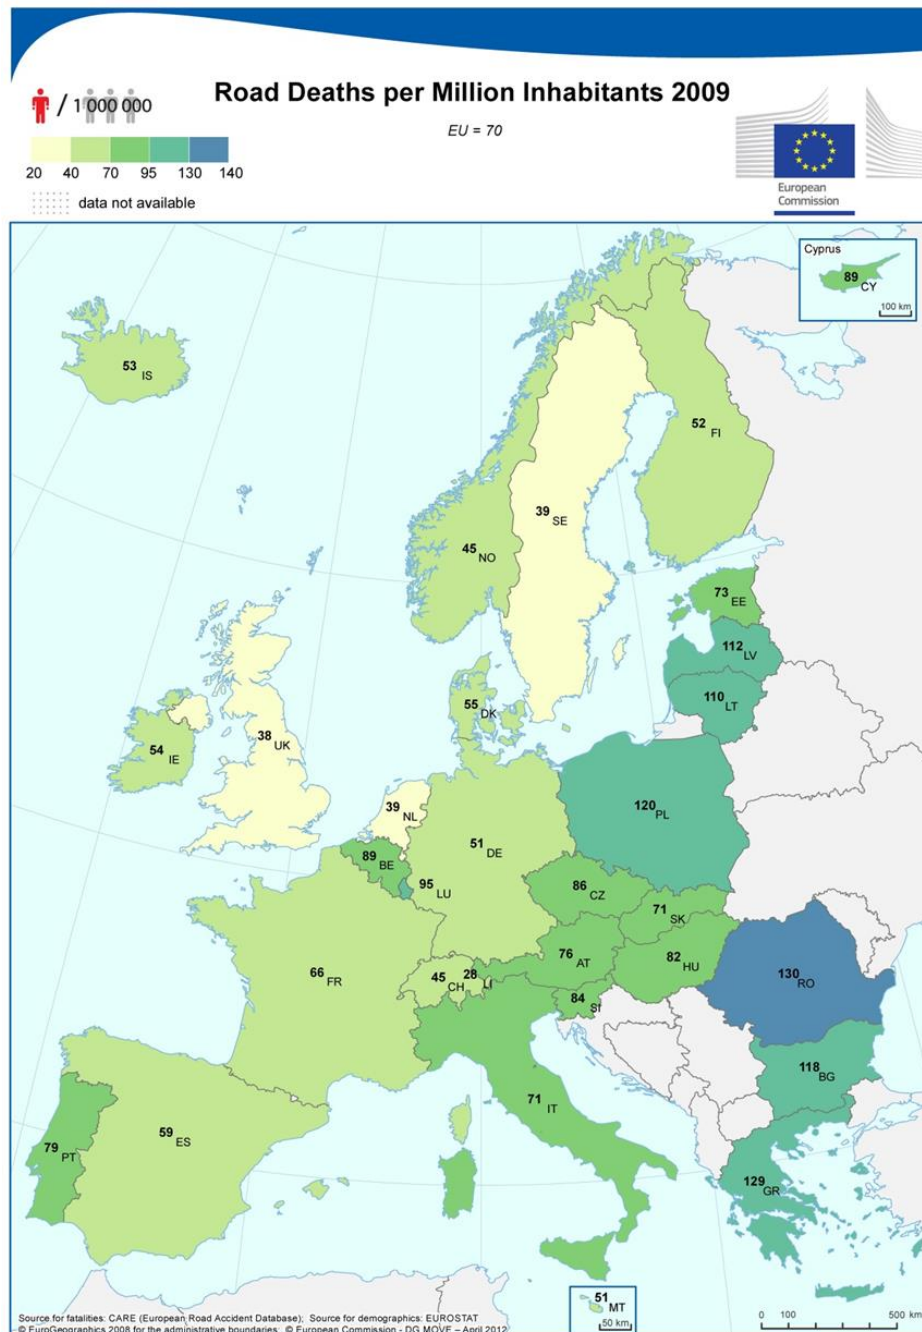 Road Deaths per Million Inhabitants 2009
EU = 70
/ 1 000 000
20 40 70 95 130 140
data not available
European
Commission
Cyprus
89 CY
100 km
53 IS
52 FI
39 SE
45 NO
73 EE
112 LV
110 LT
55 DK
54 IE
38 UK
39 NL
120 PL
51 DE
89 BE
95 LU
86 CZ
71 SK
66 FR
76 AT
82 HU
45 CH
28 LI
84 SI
130 RO
118 BG
71 IT
59 ES
79 PT
129 GR
51 MT
50 km
0 100 500 km
Source for fatalities: CARE (European Road Accident Database); Source for demographics: EUROSTAT
© EuroGeographics 2008 for the administrative boundaries; © European Commission - DG MOVE – April 2012